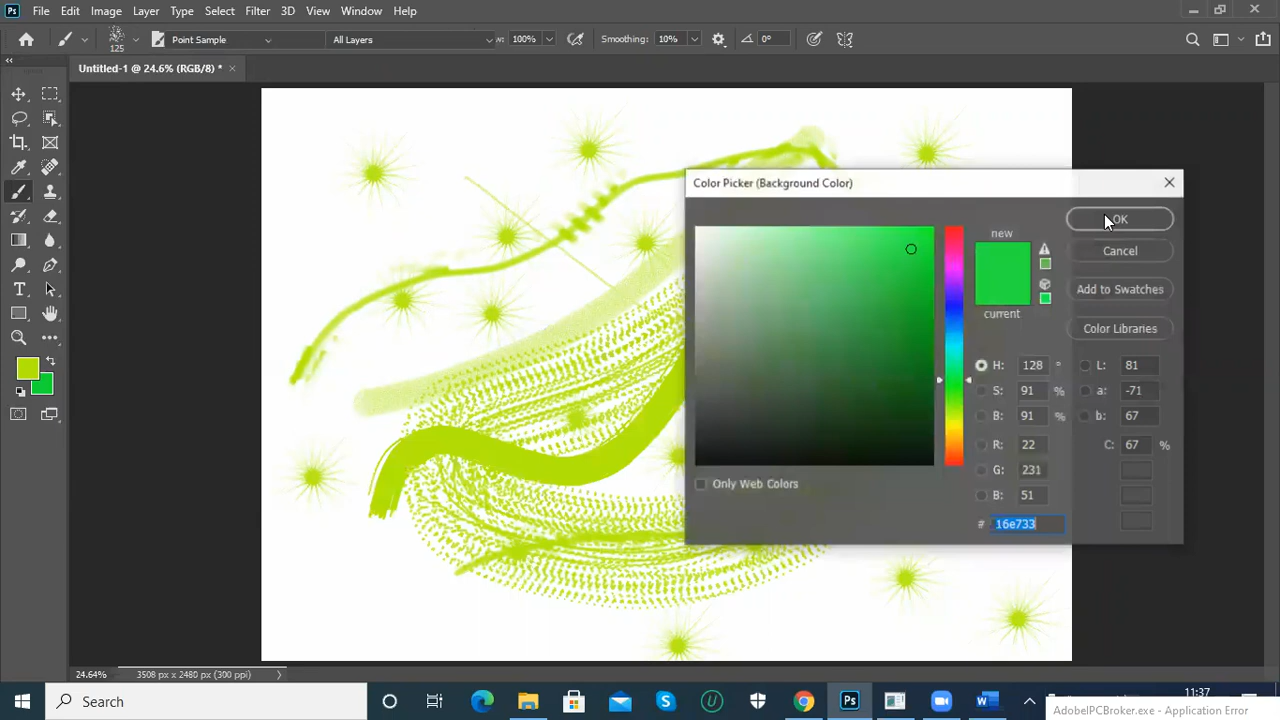 Ps File Edit Image Layer Type Select Filter 3D View Window Help
125 Point Sample All Layers 100% Smoothing: 10% 0°
Untitled-1 @ 24.6% (RGB/8) * ×
Color Picker (Background Color)
new
OK
current
Cancel
Add to Swatches
Color Libraries
H: 128 ° L: 81
S: 91 % a: -71
B: 91 % b: 67
R: 22 C: 67 %
G: 231
B: 51
Only Web Colors
# 16e733
24.64% 3508 px x 2480 px (300 ppi)
Search
11:37
AdobeIPCBroker.exe - Application Error